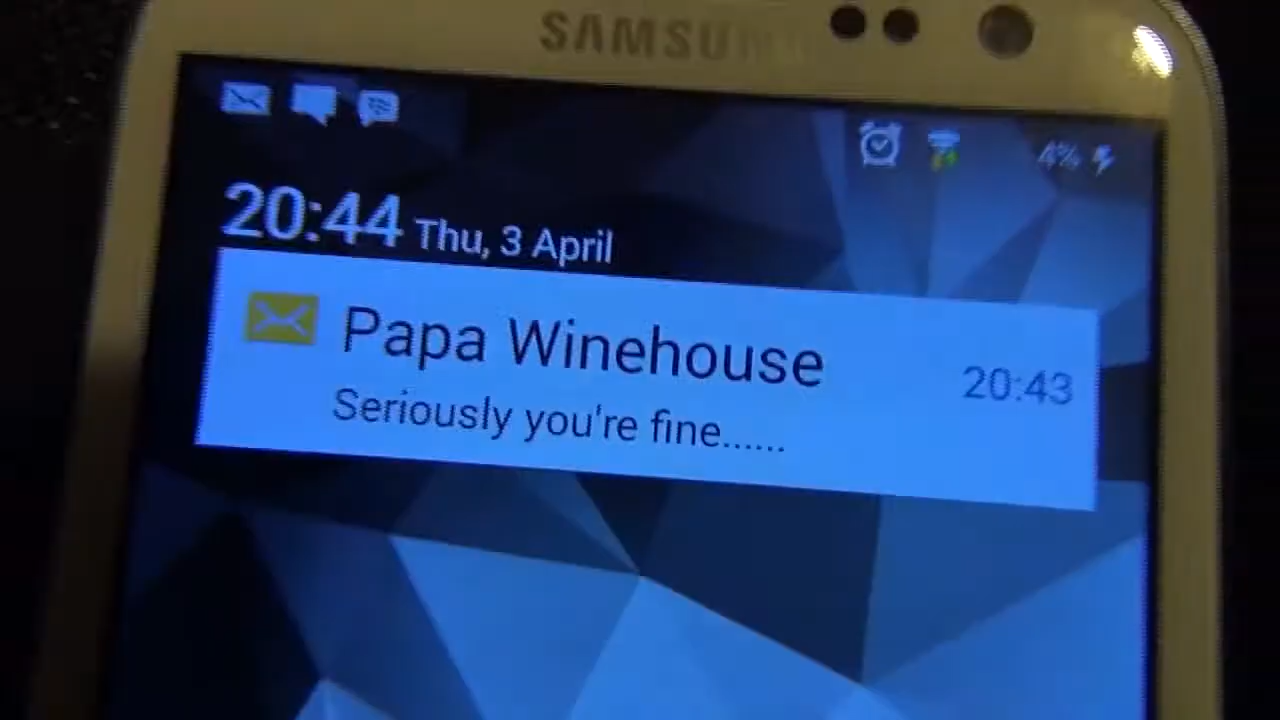 SAMSUNG
4%
20:44 Thu, 3 April
Papa Winehouse
20:43
Seriously you're fine......